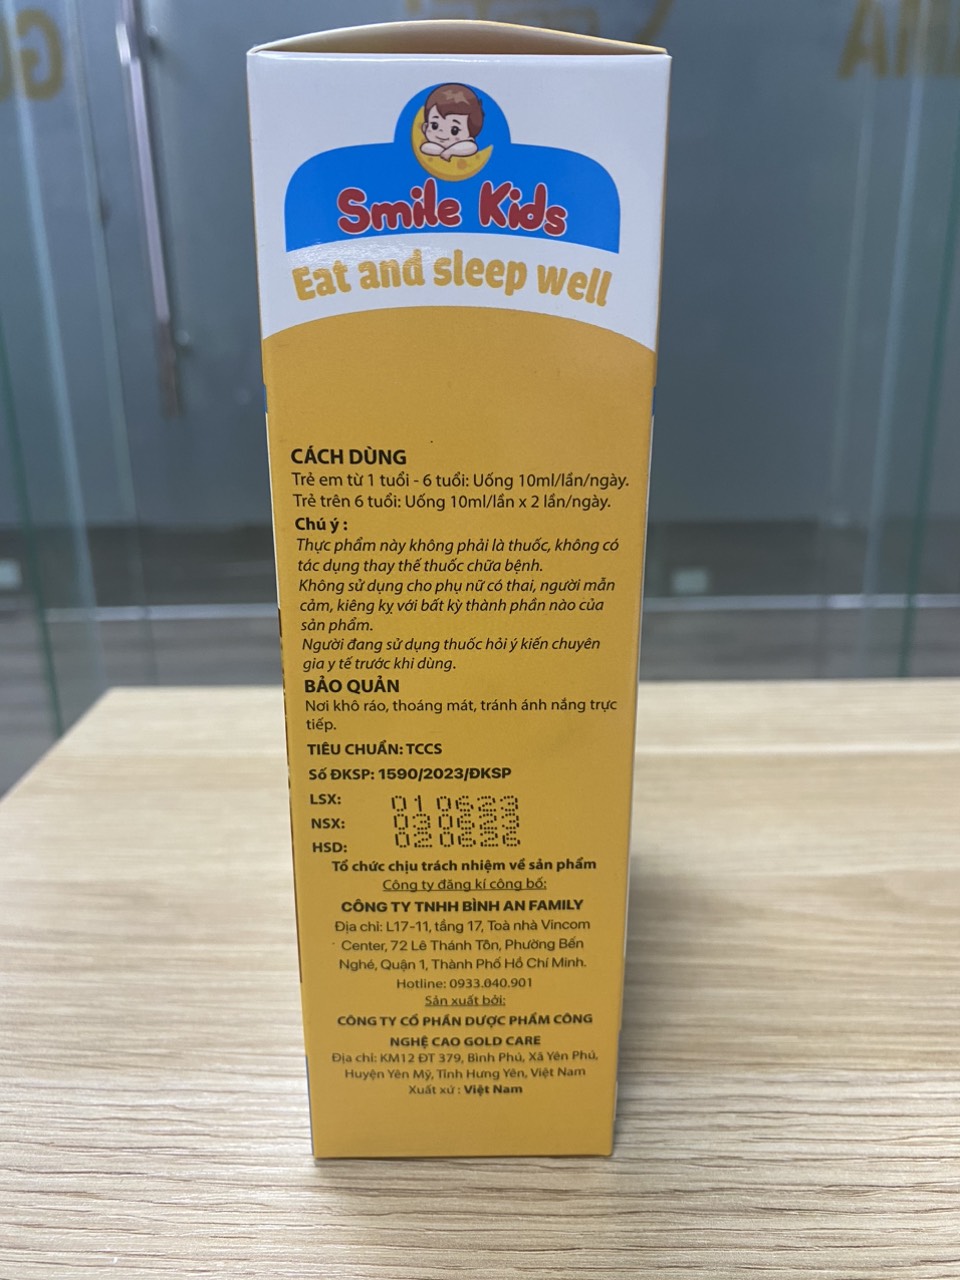 Smile Kids
Eat and sleep well
CÁCH DÙNG
Trẻ em từ 1 tuổi - 6 tuổi: Uống 10ml/lần/ngày.
Trẻ trên 6 tuổi: Uống 10ml/lần x 2 lần/ngày.
Chú ý :
Thực phẩm này không phải là thuốc, không có
tác dụng thay thế thuốc chữa bệnh.
Không sử dụng cho phụ nữ có thai, người mẫn
cảm, kiêng kỵ với bất kỳ thành phần nào của
sản phẩm.
Người đang sử dụng thuốc hỏi ý kiến chuyên
gia y tế trước khi dùng.
BẢO QUẢN
Nơi khô ráo, thoáng mát, tránh ánh nắng trực
tiếp.
TIÊU CHUẨN: TCCS
Số ĐKSP: 1590/2023/ĐKSP
LSX: 01 0623
NSX: 03 0623
HSD: 02 0626
Tổ chức chịu trách nhiệm về sản phẩm
Công ty đăng kí công bố:
CÔNG TY TNHH BÌNH AN FAMILY
Địa chỉ: L17-11, tầng 17, Toà nhà Vincom
Center, 72 Lê Thánh Tôn, Phường Bến
Nghé, Quận 1, Thành Phố Hồ Chí Minh.
Hotline: 0933.040.901
Sản xuất bởi:
CÔNG TY CỔ PHẦN DƯỢC PHẨM CÔNG
NGHỆ CAO GOLD CARE
Địa chỉ: KM12 ĐT 379, Bình Phú, Xã Yên Phú,
Huyện Yên Mỹ, Tỉnh Hưng Yên, Việt Nam
Xuất xứ : Việt Nam